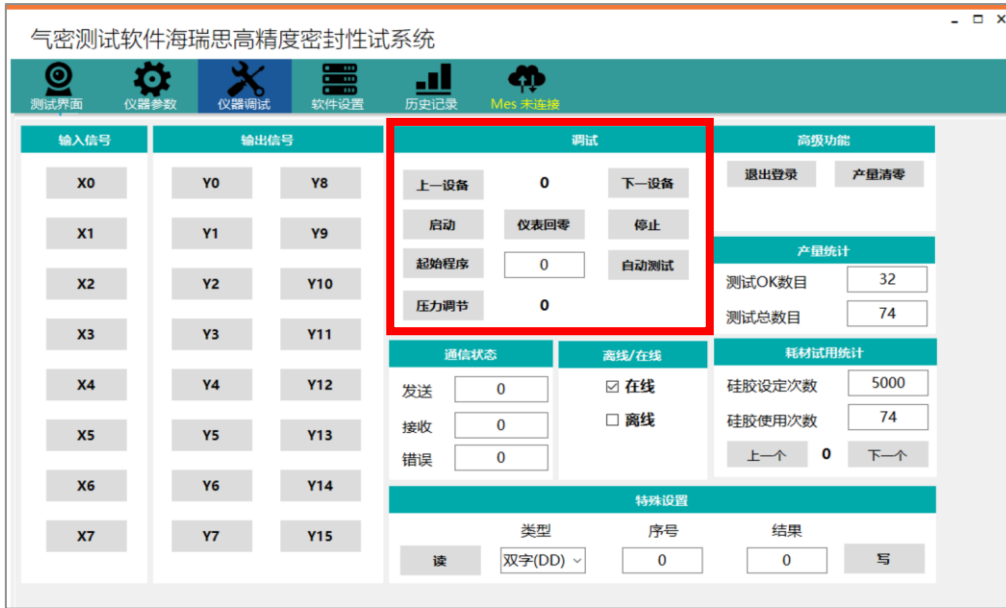 气密测试软件海瑞思高精度密封性试系统
测试界面 仪器参数 仪器调试 软件设置 历史记录 Mes 未连接
输入信号
X0
X1
X2
X3
X4
X5
X6
X7
输出信号
Y0 Y8
Y1 Y9
Y2 Y10
Y3 Y11
Y4 Y12
Y5 Y13
Y6 Y14
Y7 Y15
调试
上一设备 0 下一设备
启动 仪表回零 停止
起始程序 0 自动测试
压力调节 0
高级功能
退出登录 产量清零
产量统计
测试OK数目 32
测试总数目 74
通信状态
发送 0
接收 0
错误 0
离线/在线
在线
离线
耗材试用统计
硅胶设定次数 5000
硅胶使用次数 74
上一个 0 下一个
特殊设置
类型 序号 结果
读 双字(DD) 0 0 写